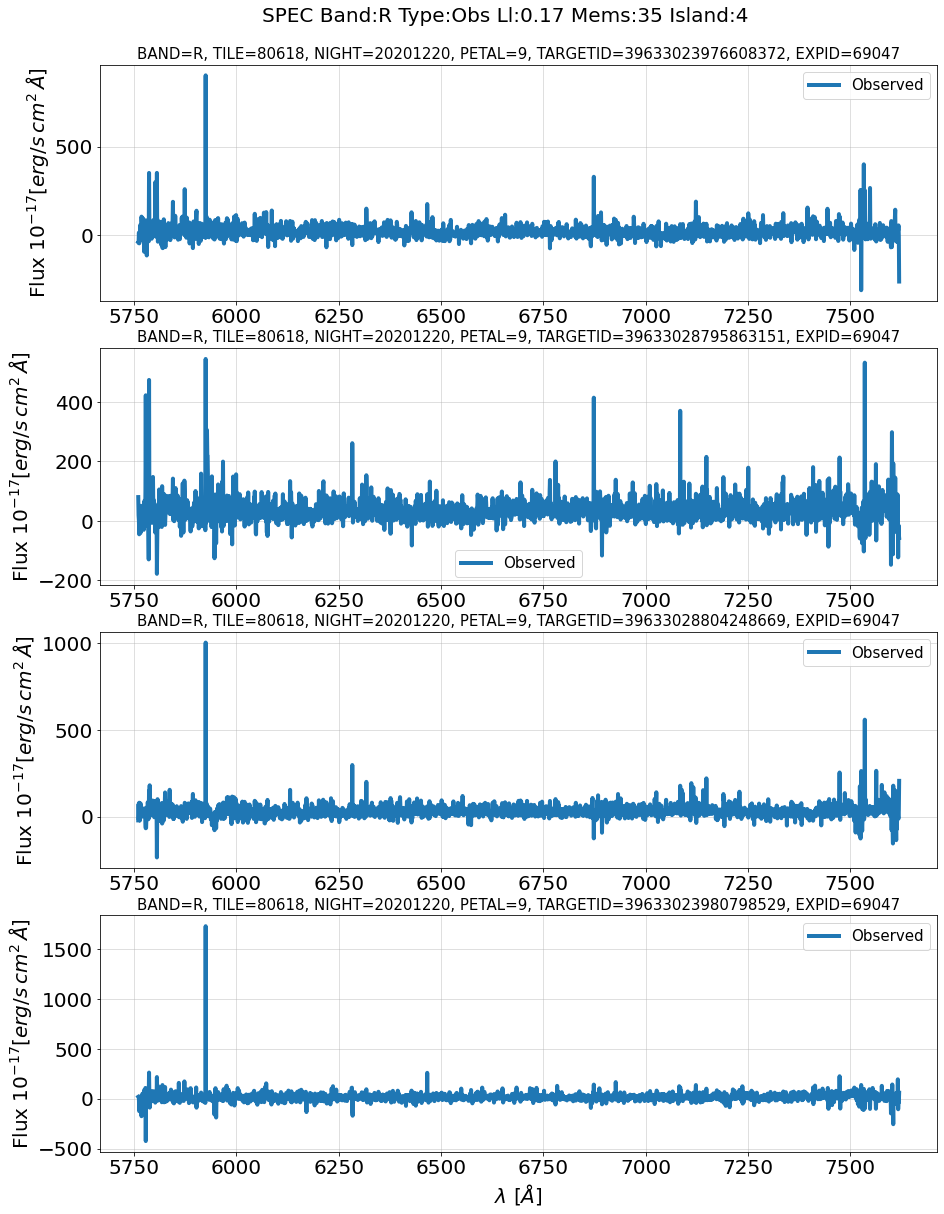 SPEC Band:R Type:Obs Ll:0.17 Mems:35 Island:4
BAND=R, TILE=80618, NIGHT=20201220, PETAL=9, TARGETID=39633023976608372, EXPID=69047
Flux 10⁻¹⁷[erg/s cm² Å]
Observed
500
0
5750 6000 6250 6500 6750 7000 7250 7500
BAND=R, TILE=80618, NIGHT=20201220, PETAL=9, TARGETID=39633028795863151, EXPID=69047
Flux 10⁻¹⁷[erg/s cm² Å]
400
200
0
Observed
−200
5750 6000 6250 6500 6750 7000 7250 7500
BAND=R, TILE=80618, NIGHT=20201220, PETAL=9, TARGETID=39633028804248669, EXPID=69047
Flux 10⁻¹⁷[erg/s cm² Å]
1000
Observed
500
0
5750 6000 6250 6500 6750 7000 7250 7500
BAND=R, TILE=80618, NIGHT=20201220, PETAL=9, TARGETID=39633023980798529, EXPID=69047
Flux 10⁻¹⁷[erg/s cm² Å]
Observed
1500
1000
500
0
−500
5750 6000 6250 6500 6750 7000 7250 7500
λ [Å]